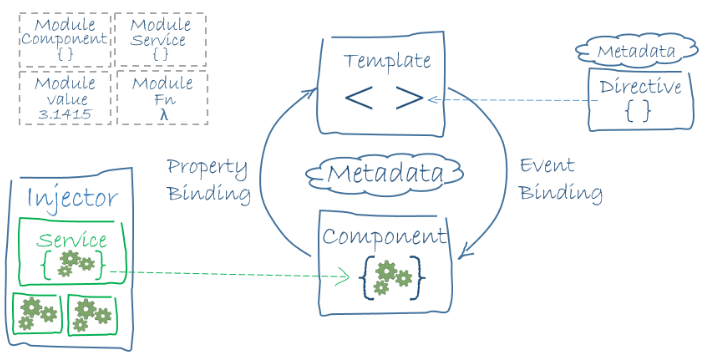 Module
Component
{ }
Module
Service
{ }
Module
value
3.1415
Module
Fn
λ
Template
< >
Metadata
Directive
{ }
Property
Binding
Metadata
Event
Binding
Injector
Service
{ }
Component
{ }